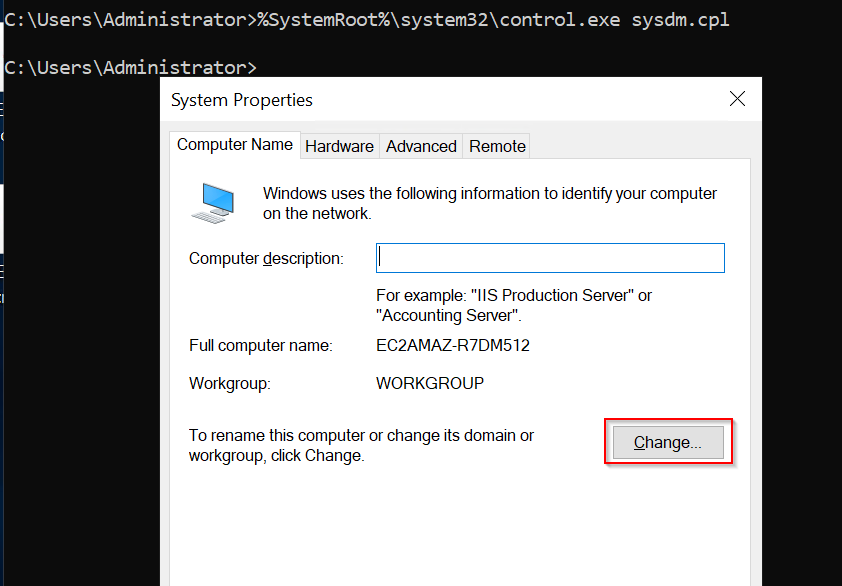 C:\Users\Administrator>%SystemRoot%\system32\control.exe sysdm.cpl
C:\Users\Administrator>
System Properties
Computer Name Hardware Advanced Remote
Windows uses the following information to identify your computer
on the network.
Computer description:
For example: "IIS Production Server" or
"Accounting Server".
Full computer name: EC2AMAZ-R7DM512
Workgroup: WORKGROUP
To rename this computer or change its domain or
workgroup, click Change.
Change...